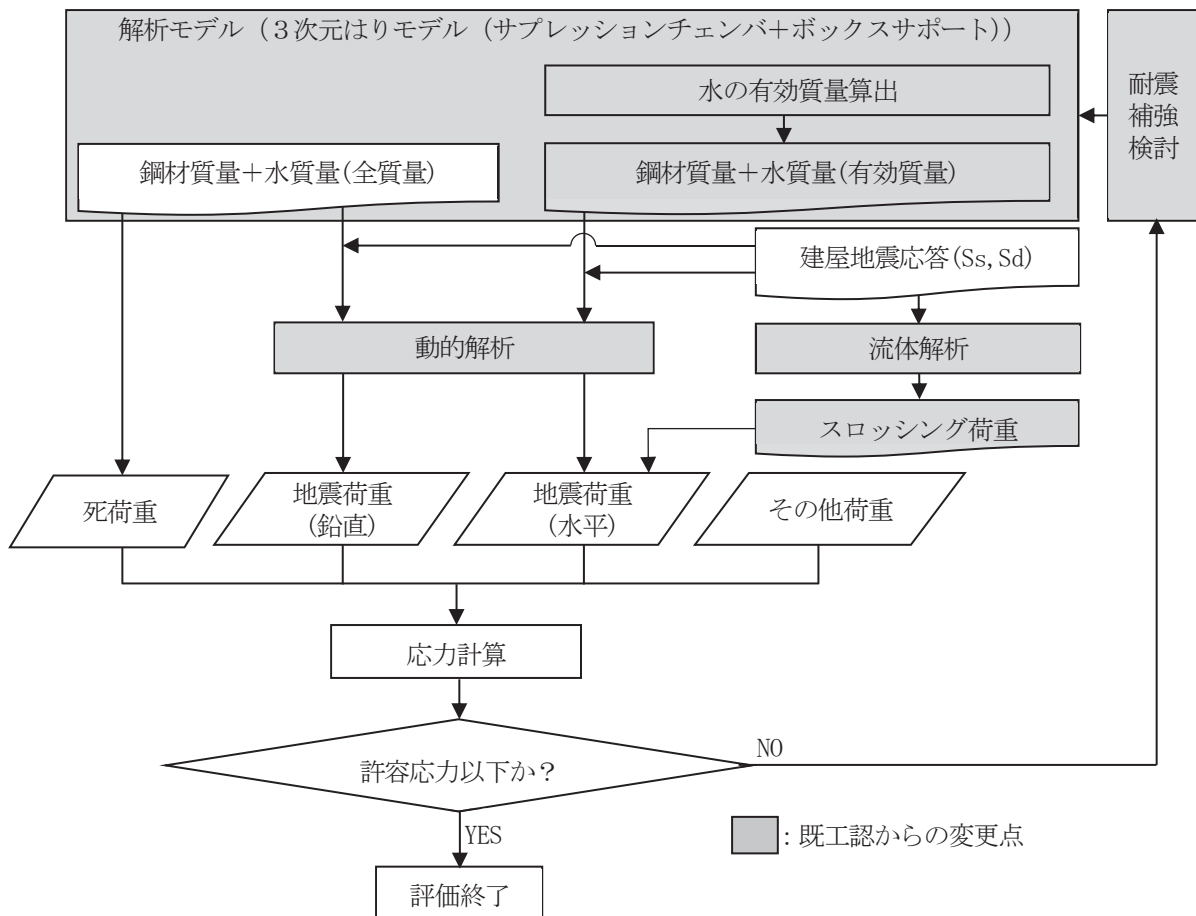 解析モデル（３次元はりモデル（サプレッションチェンバ＋ボックスサポート））
水の有効質量算出
耐震
補強
検討
鋼材質量＋水質量(全質量)
鋼材質量＋水質量(有効質量)
建屋地震応答(Ss, Sd)
動的解析
流体解析
スロッシング荷重
死荷重
地震荷重
(鉛直)
地震荷重
(水平)
その他荷重
応力計算
許容応力以下か？
NO
YES
：既工認からの変更点
評価終了